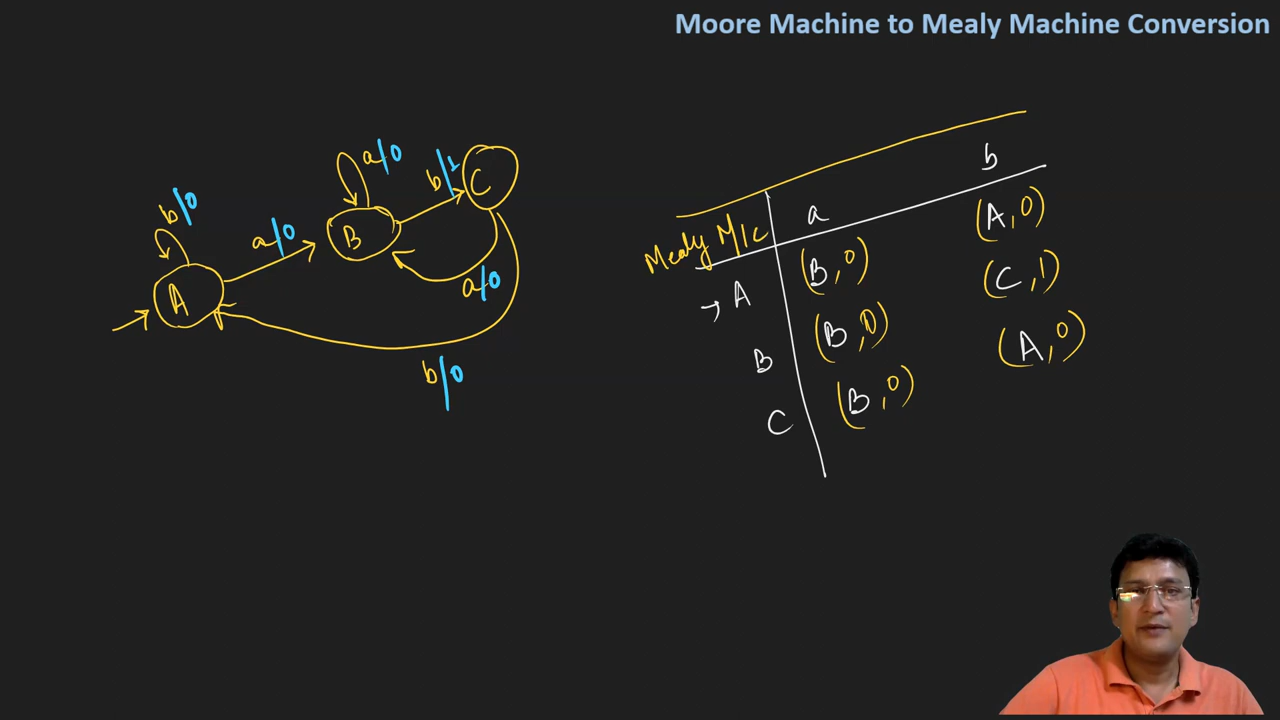 Moore Machine to Mealy Machine Conversion
b|0
a|0
a|0
b|1
A
B
C
a|0
b|0
Mealy M/C a b
→ A (B, 0) (A, 0)
B (B, 0) (C, 1)
C (B, 0) (A, 0)